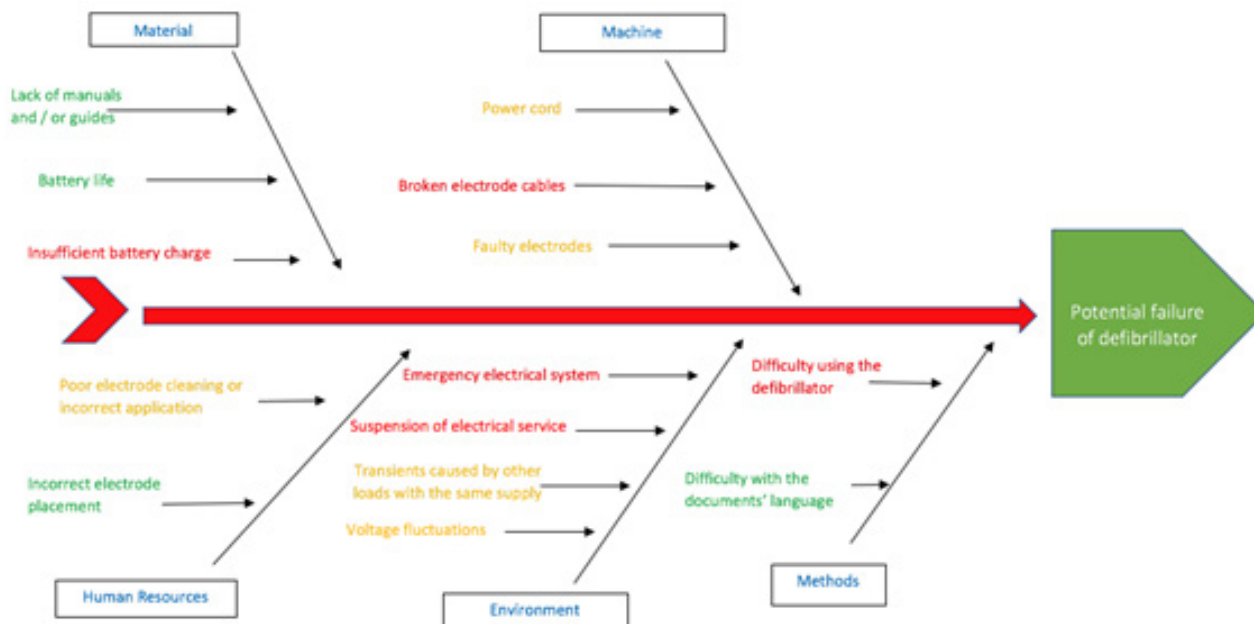 Material
Machine
Lack of manuals
and / or guides
Power cord
Battery life
Broken electrode cables
Insufficient battery charge
Faulty electrodes
Potential failure
of defibrillator
Poor electrode cleaning or
incorrect application
Emergency electrical system
Difficulty using the
defibrillator
Suspension of electrical service
Incorrect electrode
placement
Transients caused by other
loads with the same supply
Difficulty with the
documents' language
Voltage fluctuations
Human Resources
Environment
Methods